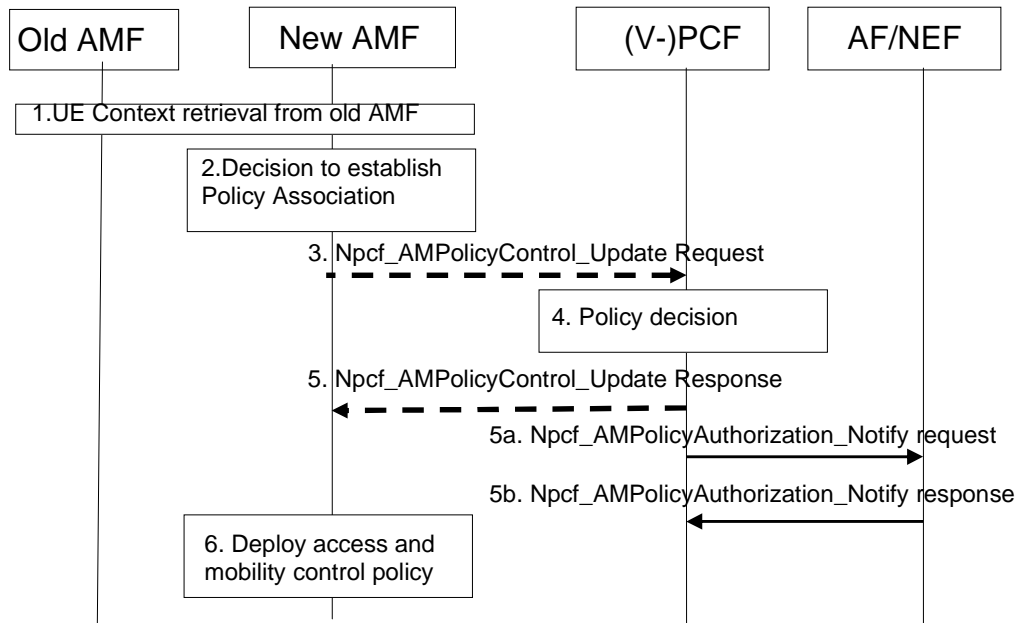 Old AMF
New AMF
(V-)PCF
AF/NEF
1.UE Context retrieval from old AMF
2.Decision to establish
Policy Association
3. Npcf_AMPolicyControl_Update Request
4. Policy decision
5. Npcf_AMPolicyControl_Update Response
5a. Npcf_AMPolicyAuthorization_Notify request
5b. Npcf_AMPolicyAuthorization_Notify response
6. Deploy access and
mobility control policy